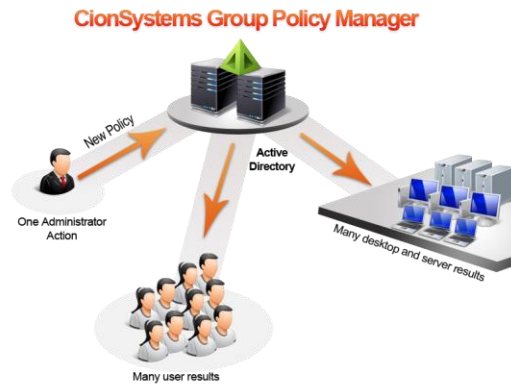 CionSystems Group Policy Manager
New Policy
Active
Directory
One Administrator
Action
Many desktop and server results
Many user results